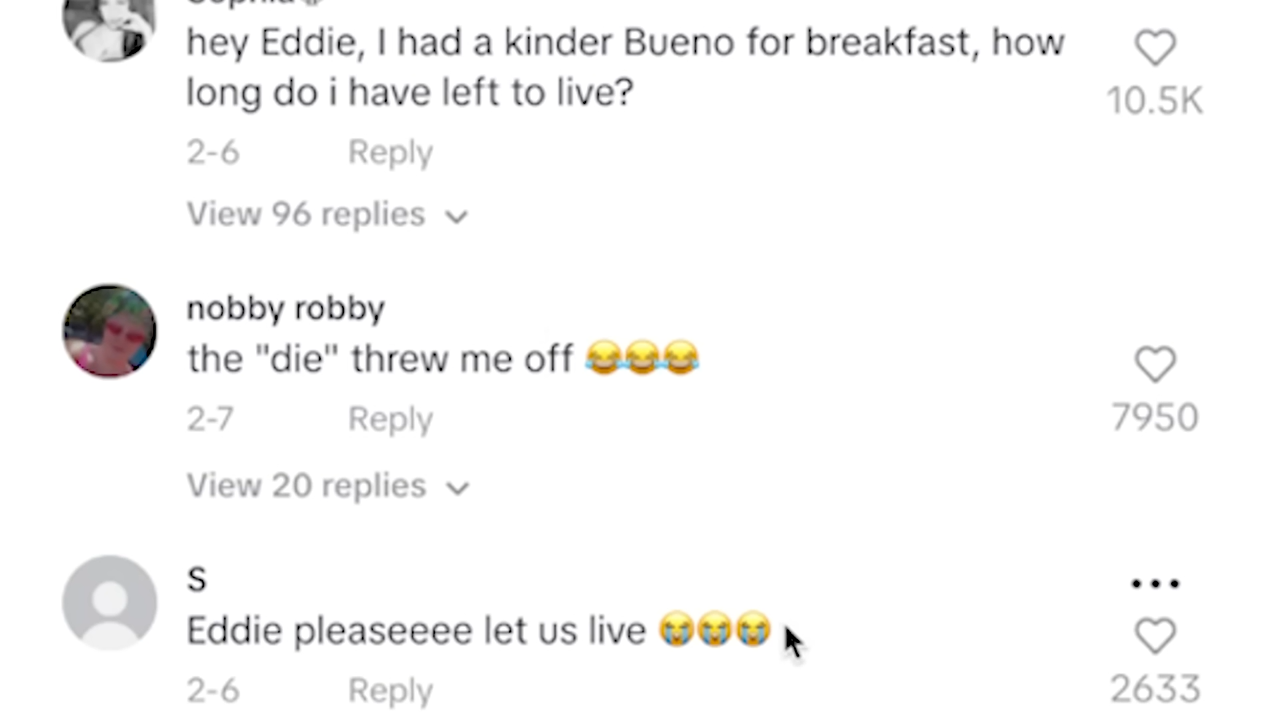 hey Eddie, I had a kinder Bueno for breakfast, how
10.5K
long do i have left to live?
2-6 Reply
View 96 replies
nobby robby
the "die" threw me off 😂😂😂
7950
2-7 Reply
View 20 replies
S
Eddie pleaseeee let us live 😭😭😭
2-6 Reply
2633